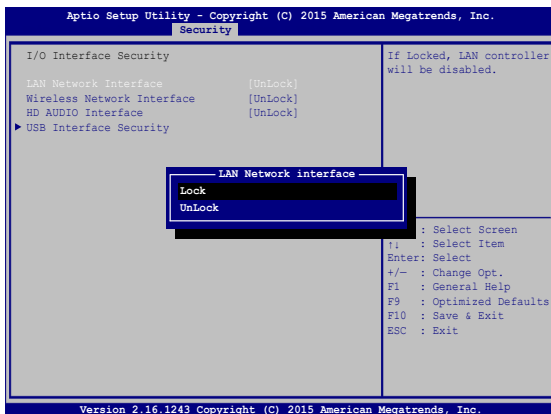 Aptio Setup Utility - Copyright (C) 2015 American Megatrends, Inc.
Security
I/O Interface Security
LAN Network Interface [UnLock]
Wireless Network Interface [UnLock]
HD AUDIO Interface [UnLock]
USB Interface Security
If Locked, LAN controller
will be disabled.
LAN Network interface
Lock
UnLock
: Select Screen
↑↓ : Select Item
Enter: Select
+/— : Change Opt.
F1 : General Help
F9 : Optimized Defaults
F10 : Save & Exit
ESC : Exit
Version 2.16.1243 Copyright (C) 2015 American Megatrends, Inc.